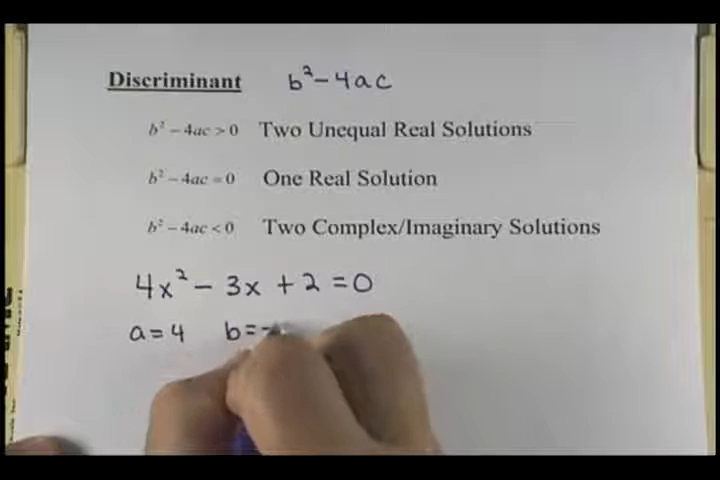 Discriminant b² - 4ac
b² - 4ac > 0 Two Unequal Real Solutions
b² - 4ac = 0 One Real Solution
b² - 4ac < 0 Two Complex/Imaginary Solutions
4x² - 3x + 2 = 0
a = 4 b = -